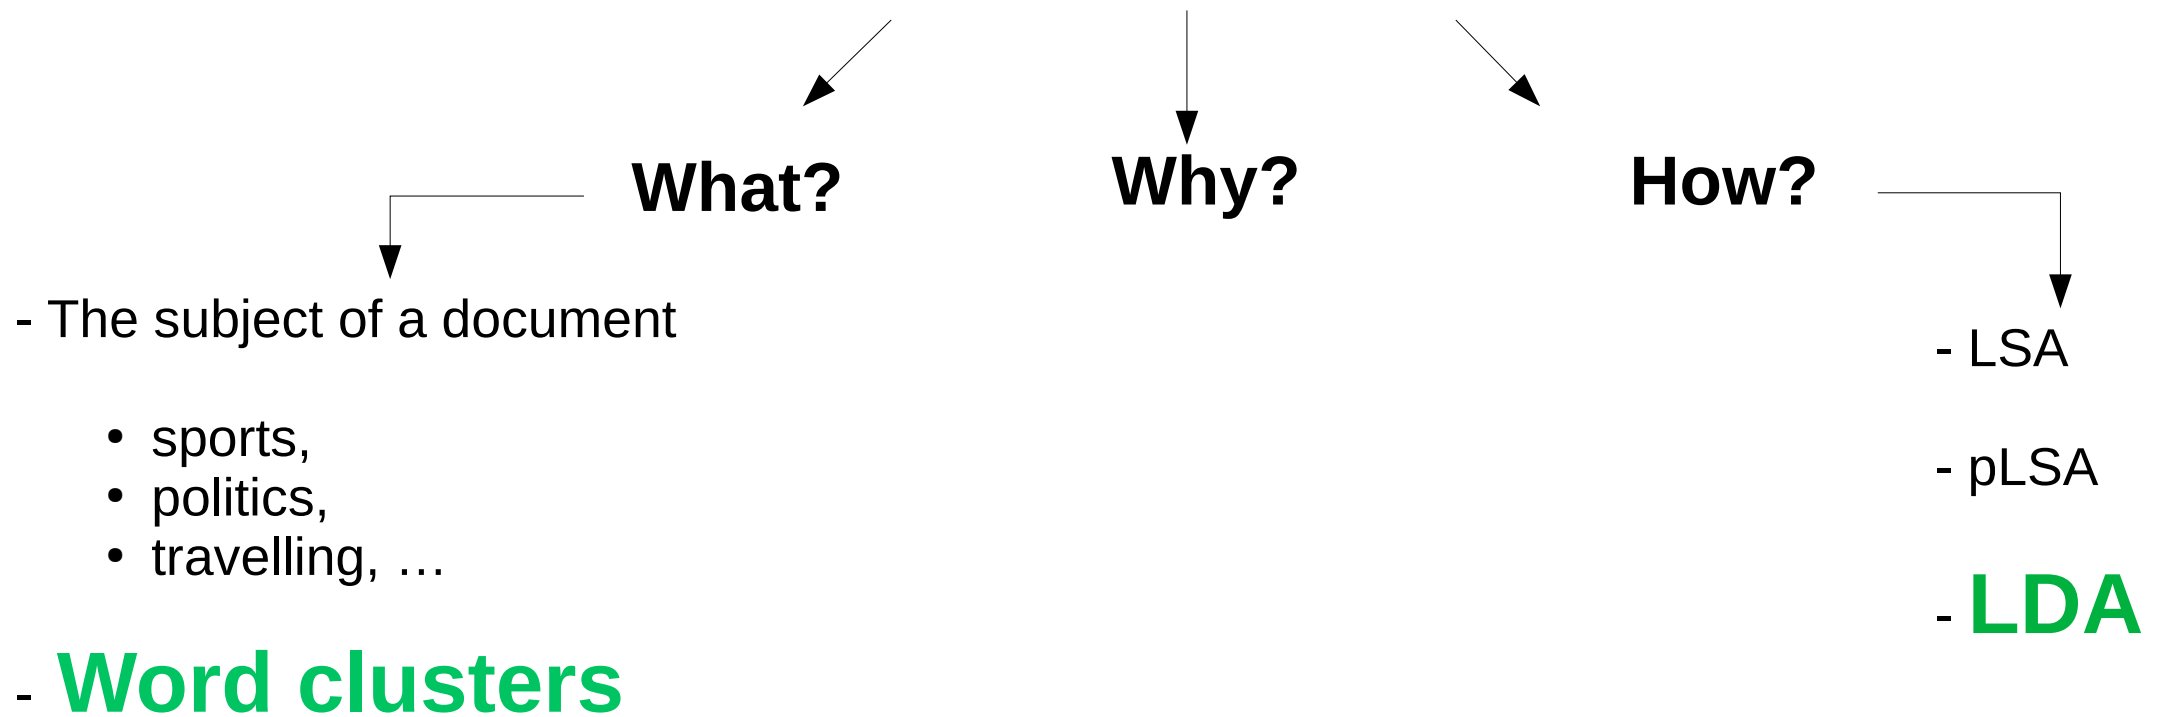 What?
Why?
How?
- The subject of a document
• sports,
• politics,
• travelling, …
- Word clusters
- LSA
- pLSA
- LDA